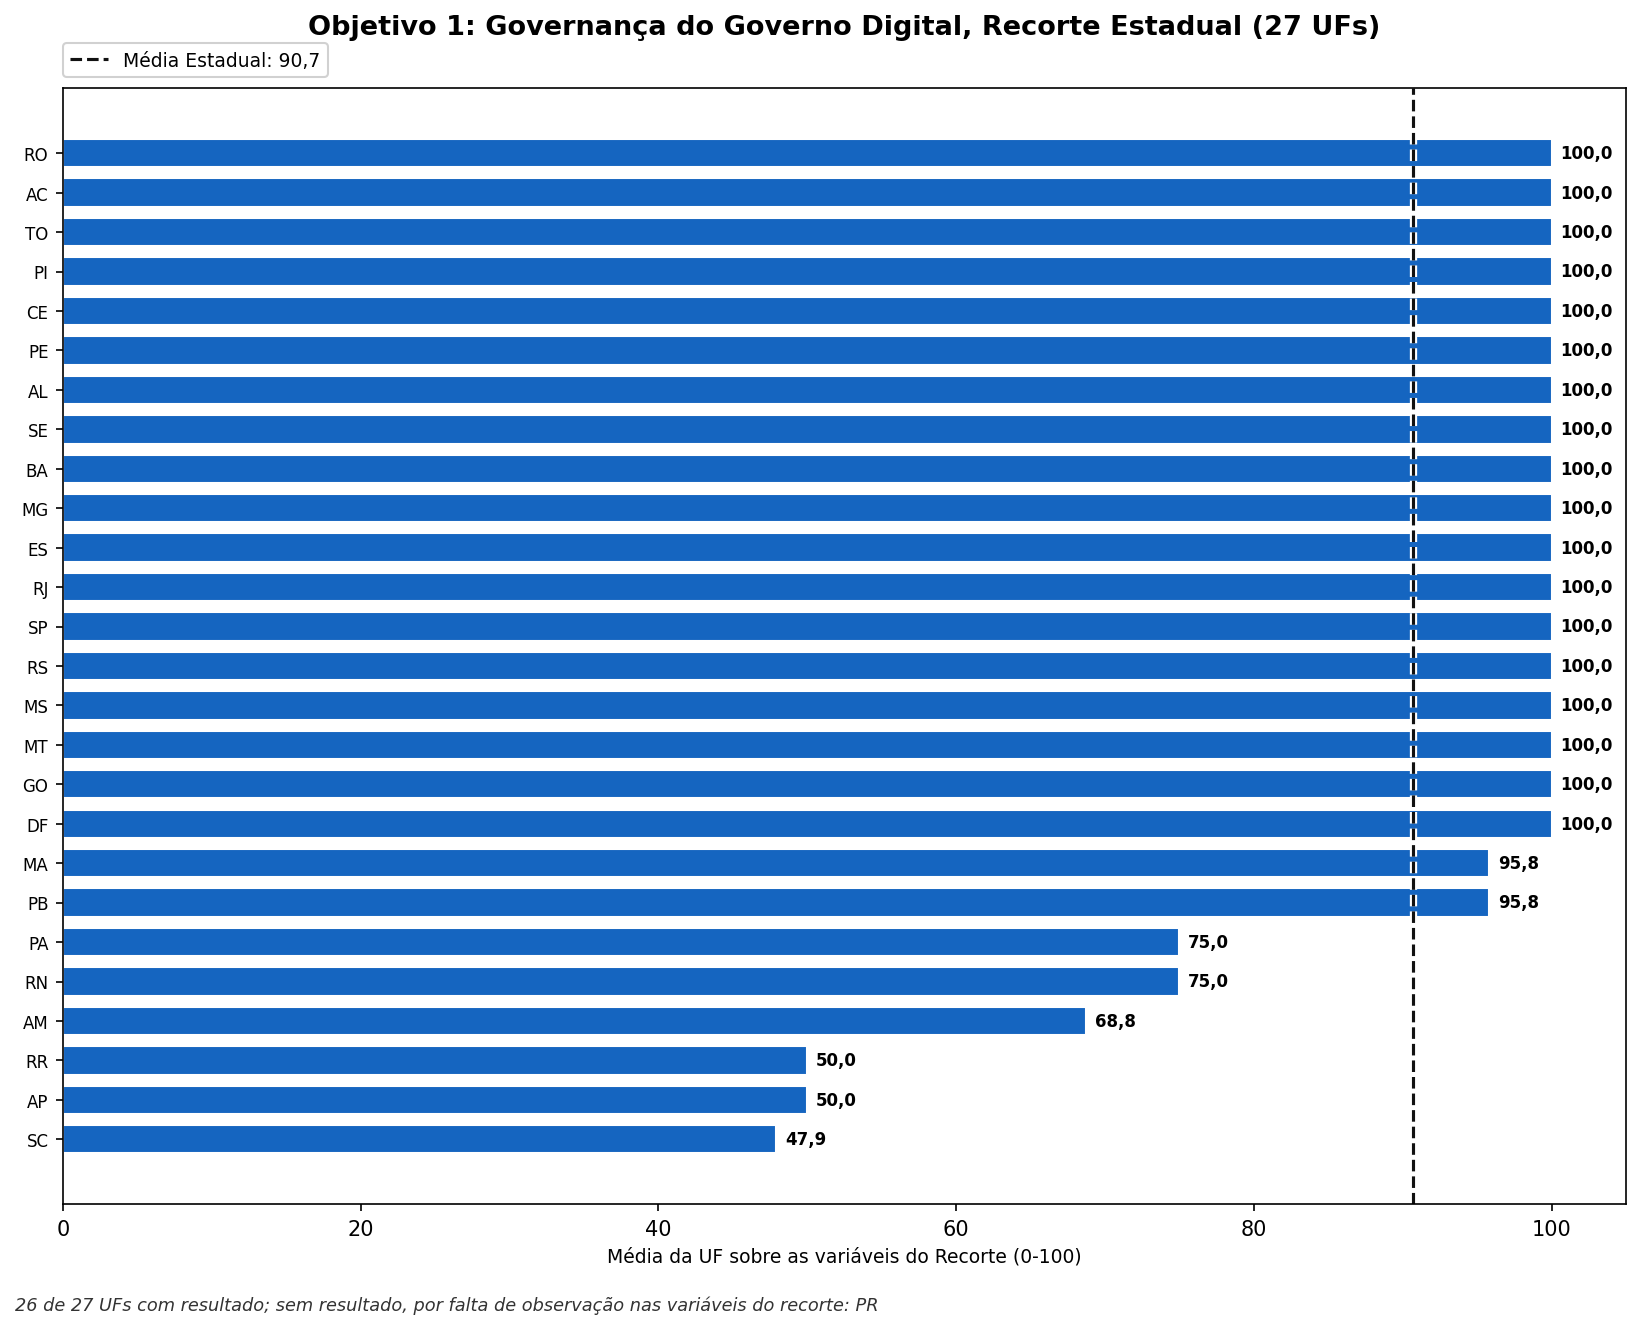 Objetivo 1: Governança do Governo Digital, Recorte Estadual (27 UFs)
Média Estadual: 90,7
RO 100,0
AC 100,0
TO 100,0
PI 100,0
CE 100,0
PE 100,0
AL 100,0
SE 100,0
BA 100,0
MG 100,0
ES 100,0
RJ 100,0
SP 100,0
RS 100,0
MS 100,0
MT 100,0
GO 100,0
DF 100,0
MA 95,8
PB 95,8
PA 75,0
RN 75,0
AM 68,8
RR 50,0
AP 50,0
SC 47,9
0 20 40 60 80 100
Média da UF sobre as variáveis do Recorte (0-100)
26 de 27 UFs com resultado; sem resultado, por falta de observação nas variáveis do recorte: PR